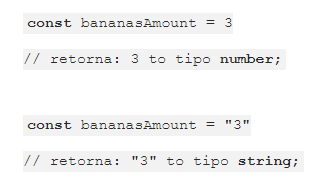 const bananasAmount = 3
// retorna: 3 to tipo number;
const bananasAmount = "3"
// retorna: "3" to tipo string;